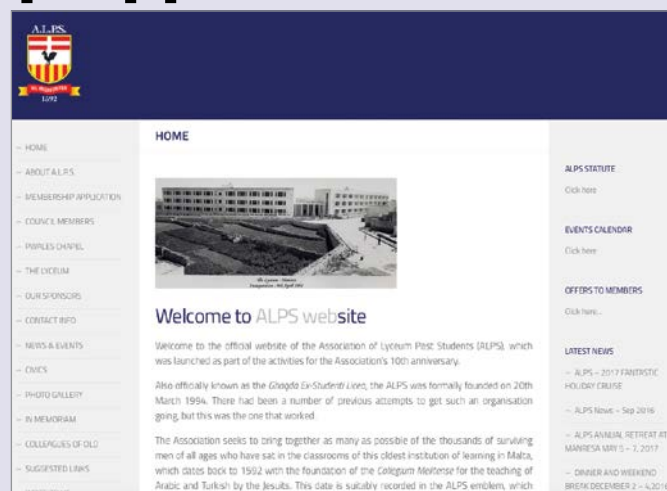 A.L.P.S.
1592
HOME
– HOME
– ABOUT A.L.P.S.
– MEMBERSHIP APPLICATION
– COUNCIL MEMBERS
– PWALES CHAPEL
– THE LYCEUM
– OUR SPONSORS
– CONTACT INFO
– NEWS & EVENTS
– CIVICS
– PHOTO GALLERY
– IN MEMORIAM
– COLLEAGUES OF OLD
– SUGGESTED LINKS
Welcome to ALPS website
Welcome to the official website of the Association of Lyceum Past Students (ALPS), which
was launched as part of the activities for the Association's 10th anniversary.
Also officially known as the Għaqda Ex-Studenti Liceo, the ALPS was formally founded on 20th
March 1994. There had been a number of previous attempts to get such an organisation
going, but this was the one that worked.
The Association seeks to bring together as many as possible of the thousands of surviving
men of all ages who have sat in the classrooms of this oldest institution of learning in Malta,
which dates back to 1592 with the foundation of the Collegium Melitense for the teaching of
Arabic and Turkish by the Jesuits. This date is suitably recorded in the ALPS emblem, which
ALPS STATUTE
Click here
EVENTS CALENDAR
Click here
OFFERS TO MEMBERS
Click here...
LATEST NEWS
– ALPS – 2017 FANTASTIC
HOLIDAY CRUISE
– ALPS News – Sep 2016
– ALPS ANNUAL RETREAT AT
MANRESA MAY 5 – 7, 2017
– DINNER AND WEEKEND
BREAK DECEMBER 2 – 4, 2016